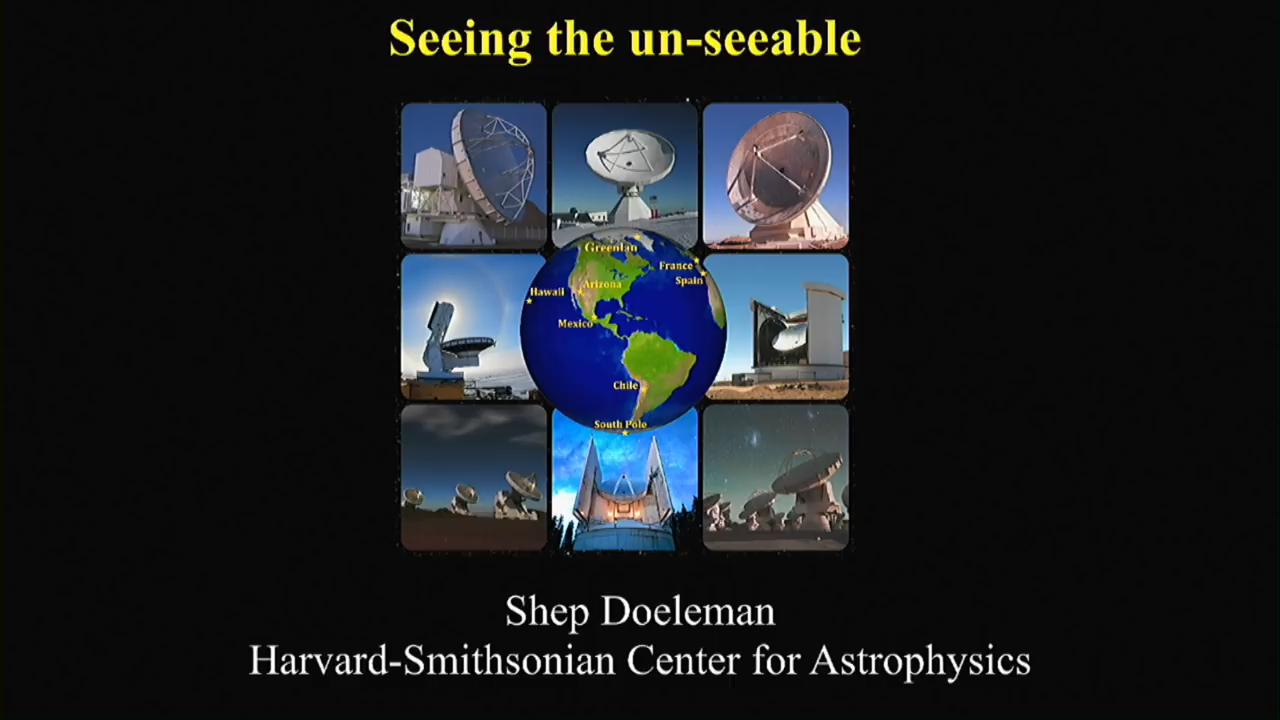 Seeing the un-seeable
Greenlan
France
Spain
Arizona
Hawaii
Mexico
Chile
South Pole
Shep Doeleman
Harvard-Smithsonian Center for Astrophysics